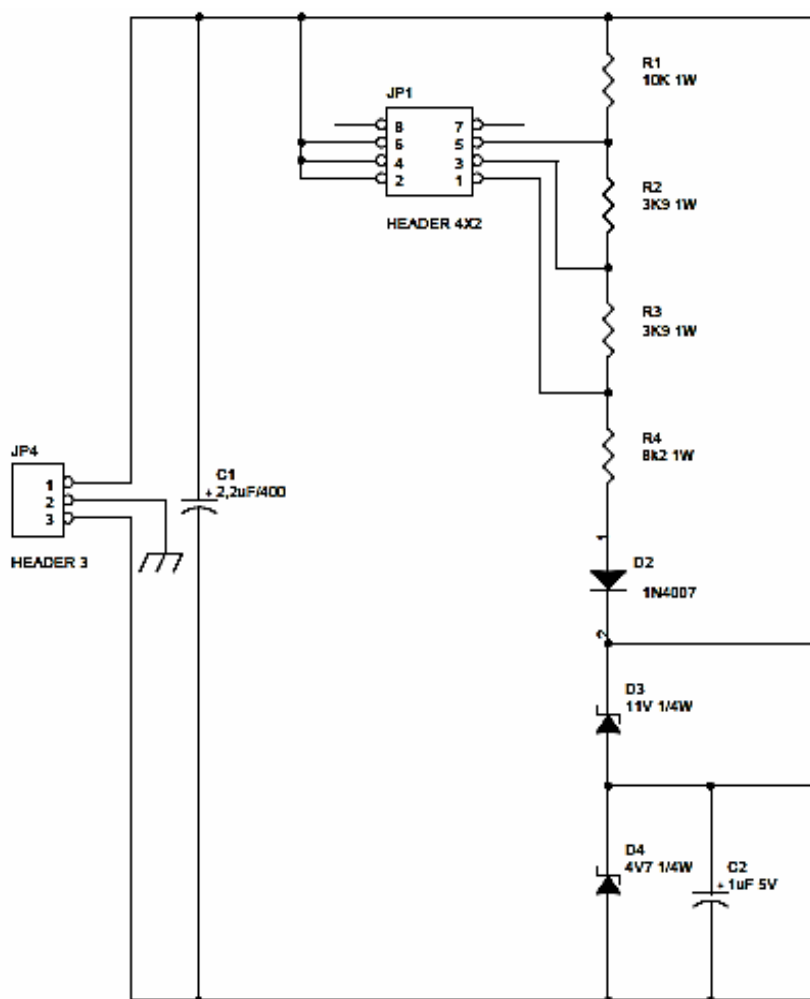 R1
10K 1W
JP1
8 7
6 5
4 3
2 1
HEADER 4X2
R2
3K9 1W
R3
3K9 1W
R4
8k2 1W
JP4
1
2
3
HEADER 3
C1
+ 2,2uF/400
1
D2
1N4007
2
D3
11V 1/4W
D4
4V7 1/4W
C2
+ 1uF 5V